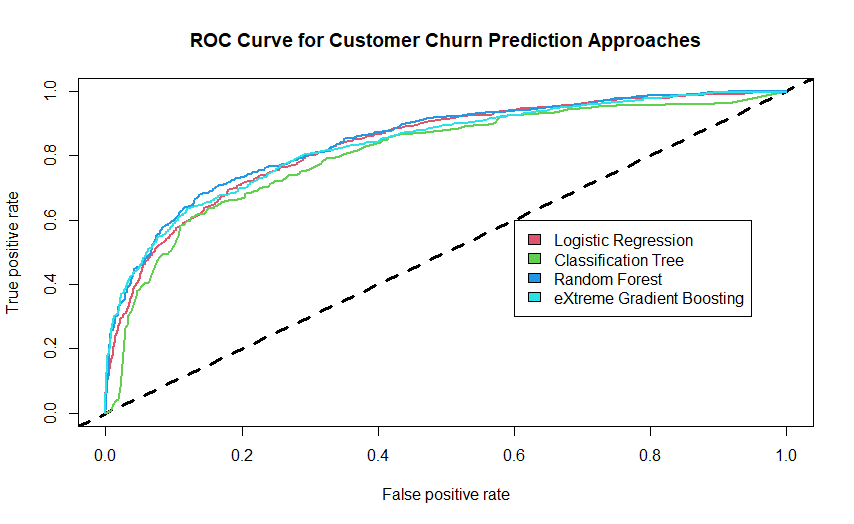 ROC Curve for Customer Churn Prediction Approaches
True positive rate
1.0
0.8
0.6
0.4
0.2
0.0
Logistic Regression
Classification Tree
Random Forest
eXtreme Gradient Boosting
0.0 0.2 0.4 0.6 0.8 1.0
False positive rate